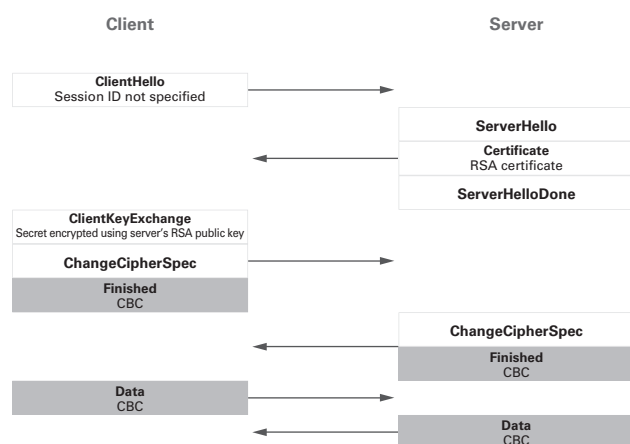 Client
Server
ClientHello
Session ID not specified
ServerHello
Certificate
RSA certificate
ServerHelloDone
ClientKeyExchange
Secret encrypted using server's RSA public key
ChangeCipherSpec
Finished
CBC
ChangeCipherSpec
Finished
CBC
Data
CBC
Data
CBC